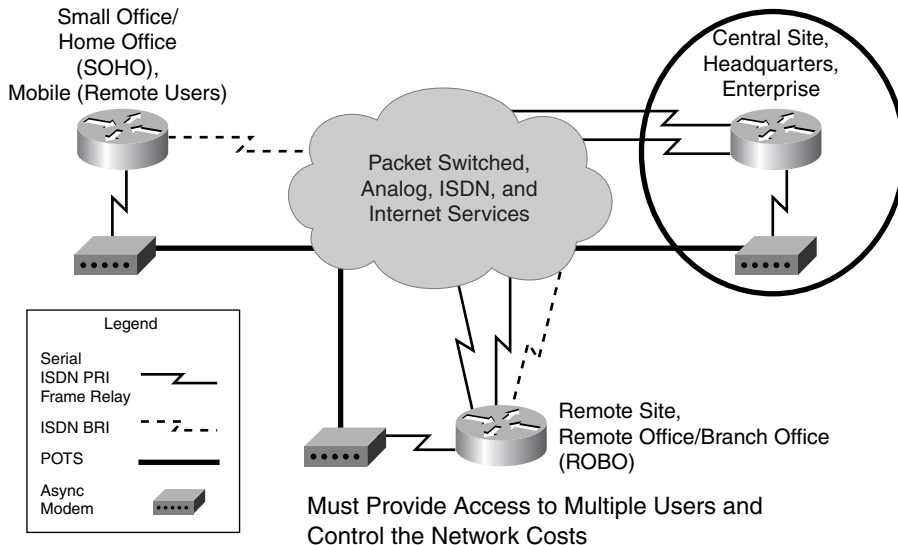 Small Office/
Home Office
(SOHO),
Mobile (Remote Users)
Central Site,
Headquarters,
Enterprise
Packet Switched,
Analog, ISDN, and
Internet Services
Legend
Serial
ISDN PRI
Frame Relay
ISDN BRI
POTS
Async
Modem
Remote Site,
Remote Office/Branch Office
(ROBO)
Must Provide Access to Multiple Users and
Control the Network Costs